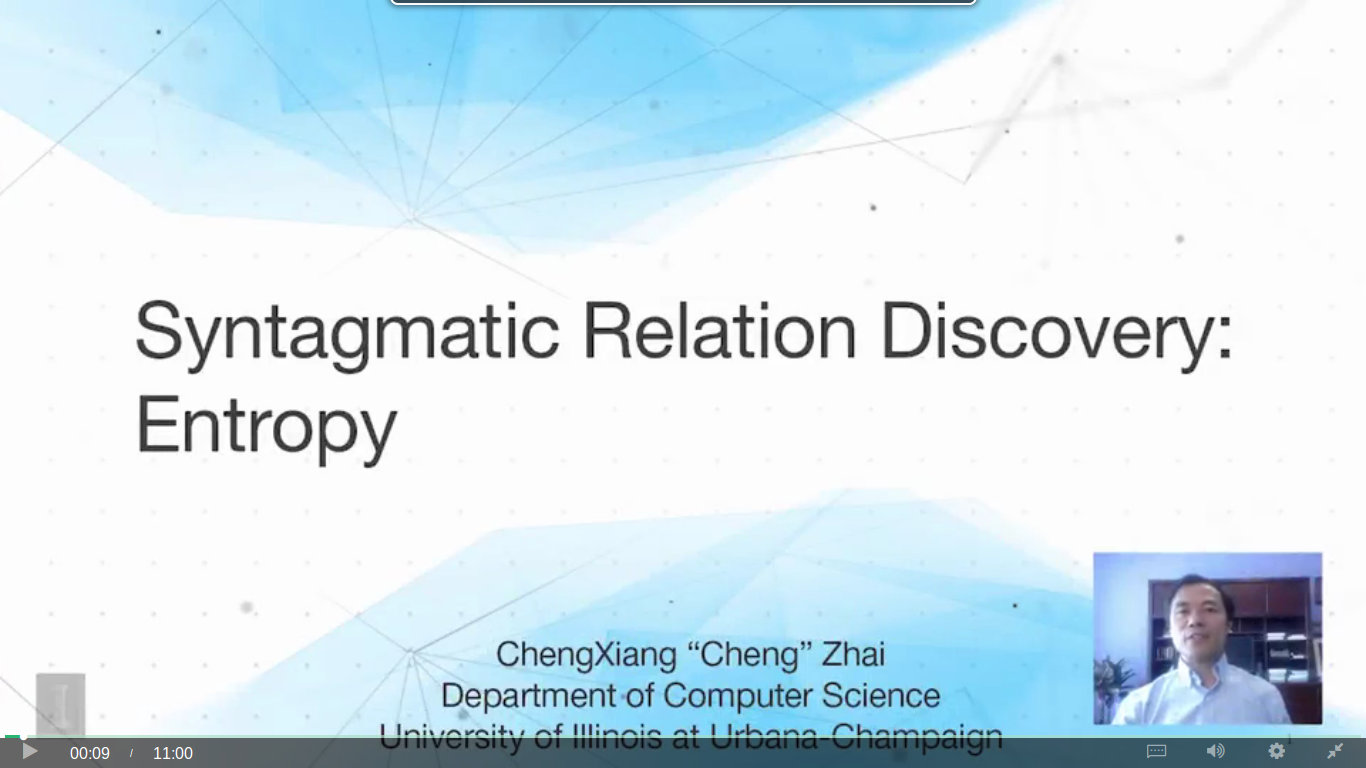 Syntagmatic Relation Discovery:
Entropy
ChengXiang “Cheng” Zhai
Department of Computer Science
University of Illinois at Urbana-Champaign
1
00:09 / 11:00